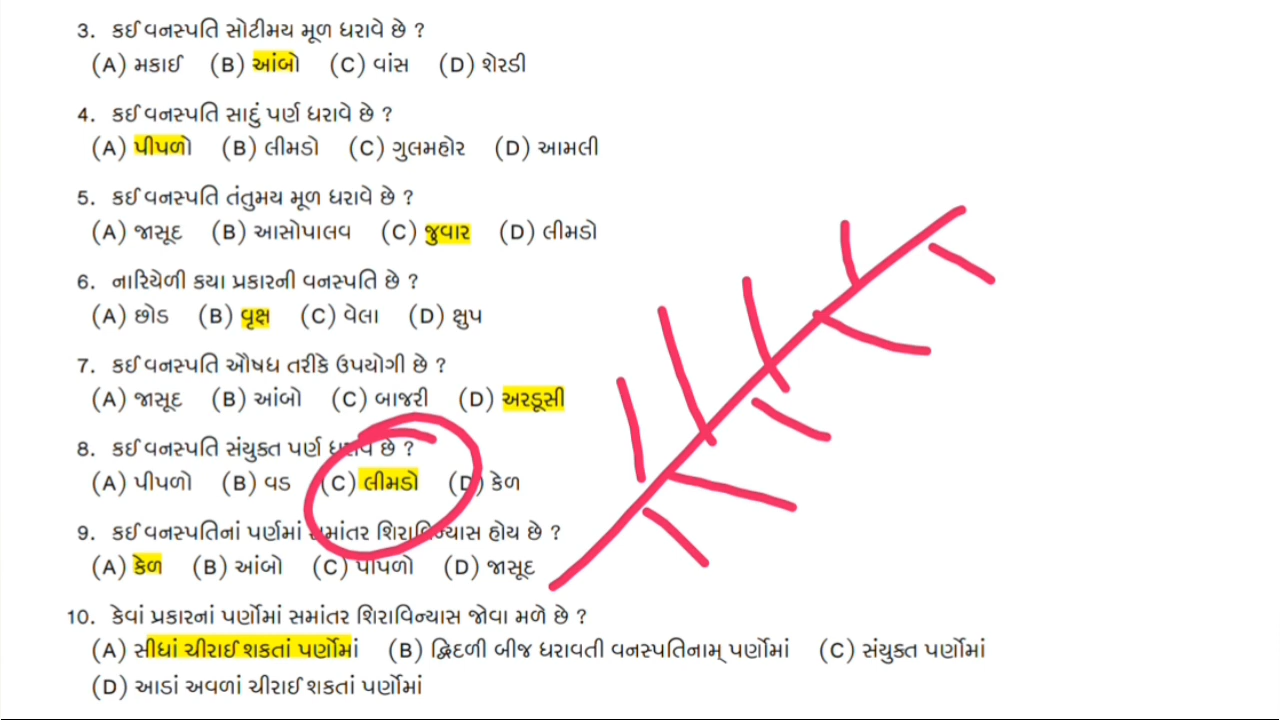 3. કઈ વનસ્પતિ સોટીમય મૂળ ધરાવે છે ?
(A) મકાઈ (B) આંબો (C) વાંસ (D) શેરડી
4. કઈ વનસ્પતિ સાદું પર્ણ ધરાવે છે ?
(A) પીપળો (B) લીમડો (C) ગુલમહોર (D) આમલી
5. કઈ વનસ્પતિ તંતુમય મૂળ ધરાવે છે ?
(A) જાસૂદ (B) આસોપાલવ (C) જુવાર (D) લીમડો
6. નારિયેળી કયા પ્રકારની વનસ્પતિ છે ?
(A) છોડ (B) વૃક્ષ (C) વેલા (D) ક્ષુપ
7. કઈ વનસ્પતિ ઔષધ તરીકે ઉપયોગી છે ?
(A) જાસૂદ (B) આંબો (C) બાજરી (D) અરડૂસી
8. કઈ વનસ્પતિ સંયુક્ત પર્ણ ધરાવે છે ?
(A) પીપળો (B) વડ (C) લીમડો (D) કેળ
9. કઈ વનસ્પતિનાં પર્ણમાં સમાંતર શિરાવિન્યાસ હોય છે ?
(A) કેળ (B) આંબો (C) પીપળો (D) જાસૂદ
10. કેવાં પ્રકારનાં પર્ણોમાં સમાંતર શિરાવિન્યાસ જોવા મળે છે ?
(A) સીધાં ચીરાઈ શકતાં પર્ણોમાં (B) દ્વિદળી બીજ ધરાવતી વનસ્પતિનામ્ પર્ણોમાં (C) સંયુક્ત પર્ણોમાં
(D) આડાં અવળાં ચીરાઈ શકતાં પર્ણોમાં